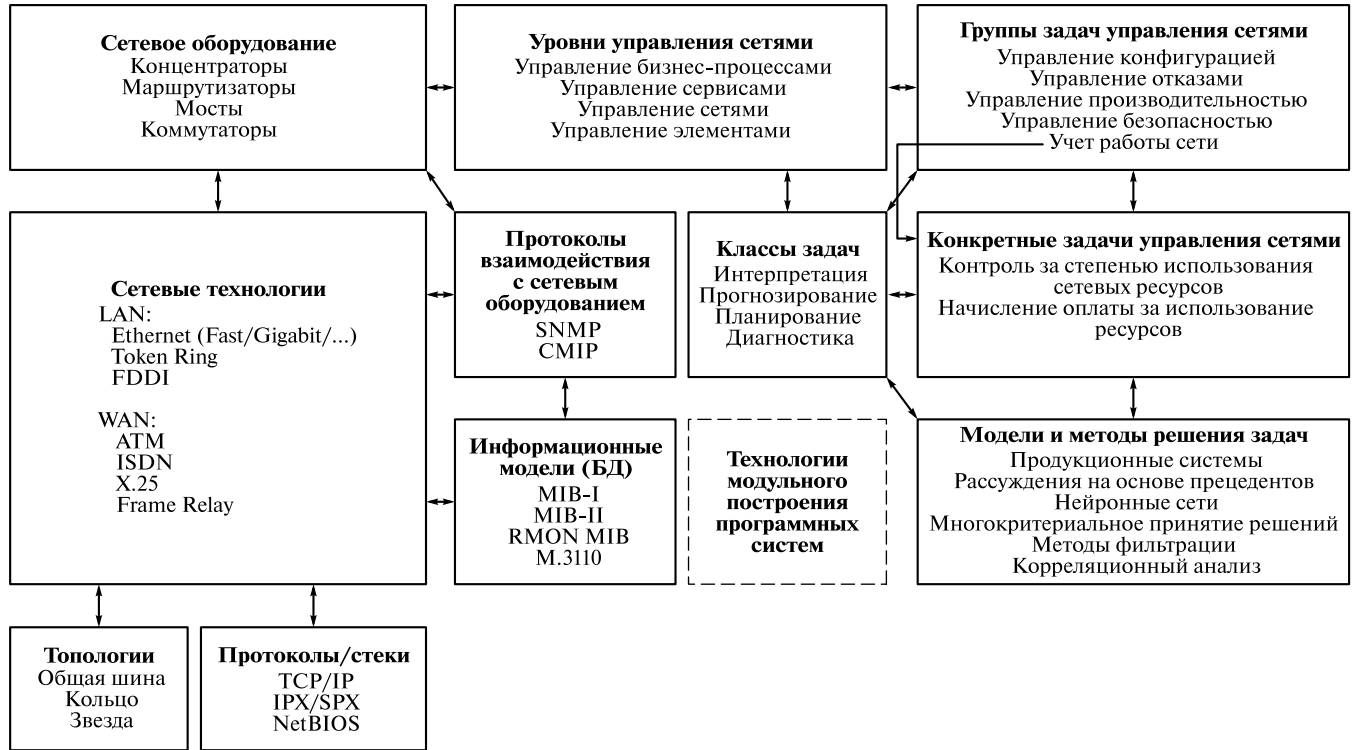 Сетевое оборудование
Концентраторы
Маршрутизаторы
Мосты
Коммутаторы
Уровни управления сетями
Управление бизнес-процессами
Управление сервисами
Управление сетями
Управление элементами
Группы задач управления сетями
Управление конфигурацией
Управление отказами
Управление производительностью
Управление безопасностью
Учет работы сети
Сетевые технологии
LAN:
Ethernet (Fast/Gigabit/...)
Token Ring
FDDI
WAN:
ATM
ISDN
X.25
Frame Relay
Протоколы
взаимодействия
с сетевым
оборудованием
SNMP
CMIP
Классы задач
Интерпретация
Прогнозирование
Планирование
Диагностика
Конкретные задачи управления сетями
Контроль за степенью использования
сетевых ресурсов
Начисление оплаты за использование
ресурсов
Информационные
модели (БД)
MIB-I
MIB-II
RMON MIB
M.3110
Технологии
модульного
построения
программных
систем
Модели и методы решения задач
Продукционные системы
Рассуждения на основе прецедентов
Нейронные сети
Многокритериальное принятие решений
Методы фильтрации
Корреляционный анализ
Топологии
Общая шина
Кольцо
Звезда
Протоколы/стеки
TCP/IP
IPX/SPX
NetBIOS